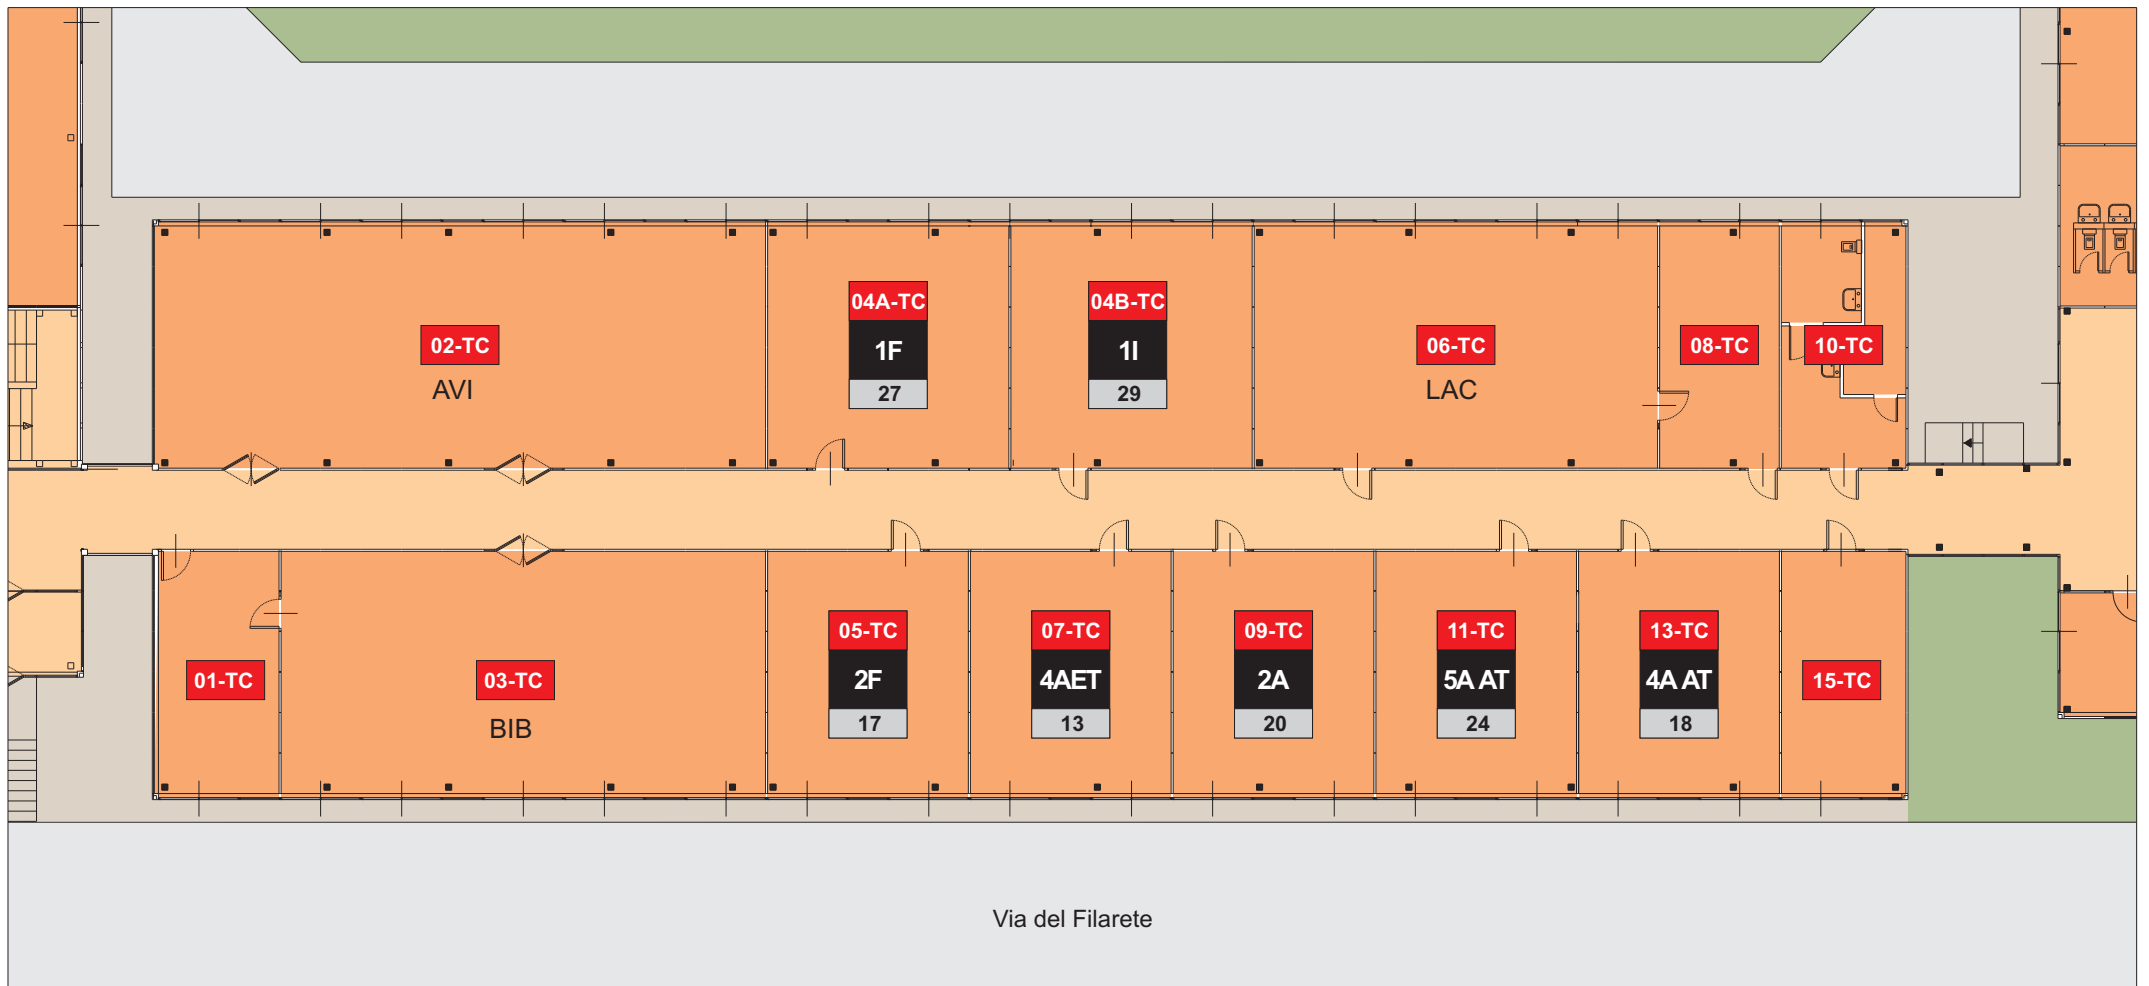 04A-TC
1F
27
04B-TC
1I
29
02-TC
AVI
06-TC
LAC
08-TC
10-TC
01-TC
03-TC
BIB
05-TC
2F
17
07-TC
4AET
13
09-TC
2A
20
11-TC
5A AT
24
13-TC
4A AT
18
15-TC
Via del Filarete